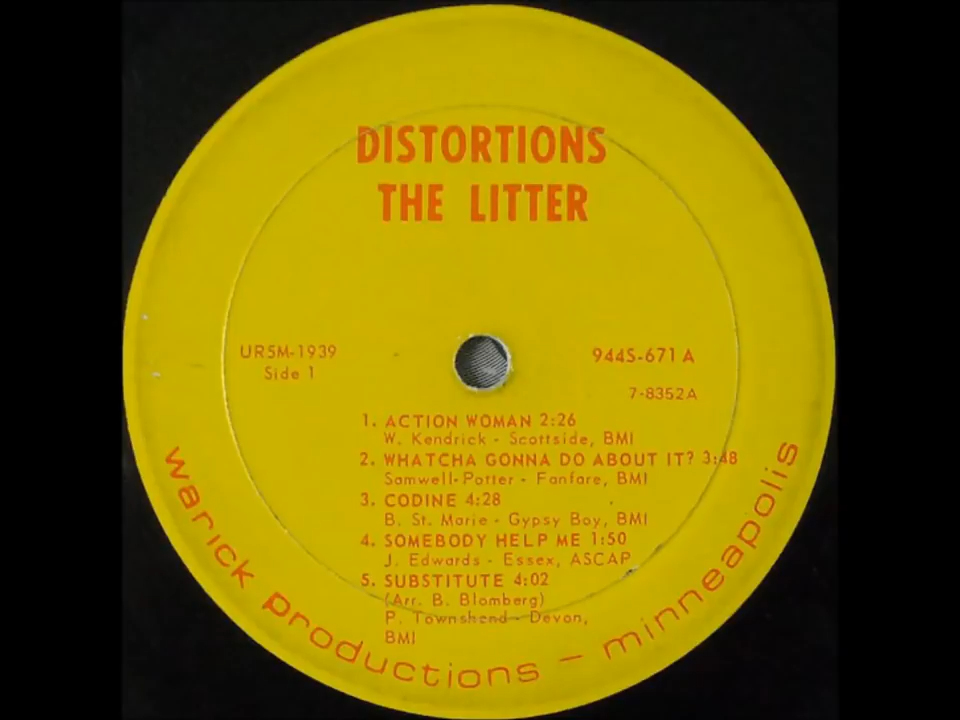 DISTORTIONS
THE LITTER
UR5M-1939
Side 1
944S-671 A
7-8352A
1. ACTION WOMAN 2:26
W. Kendrick - Scottside, BMI
2. WHATCHA GONNA DO ABOUT IT? 3:48
Samwell-Potter - Fanfare, BMI
3. CODINE 4:28
B. St. Marie - Gypsy Boy, BMI
4. SOMEBODY HELP ME 1:50
J. Edwards - Essex, ASCAP
5. SUBSTITUTE 4:02
(Arr. B. Blomberg)
P. Townshend - Devon,
BMI
warick productions – minneapolis